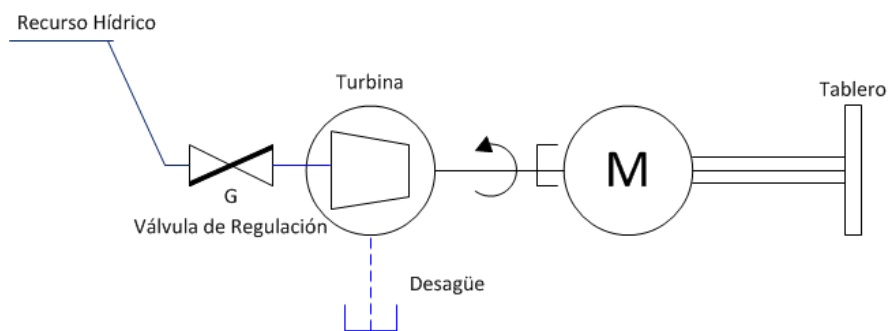 Recurso Hídrico
Turbina
Tablero
G
M
Válvula de Regulación
Desagüe